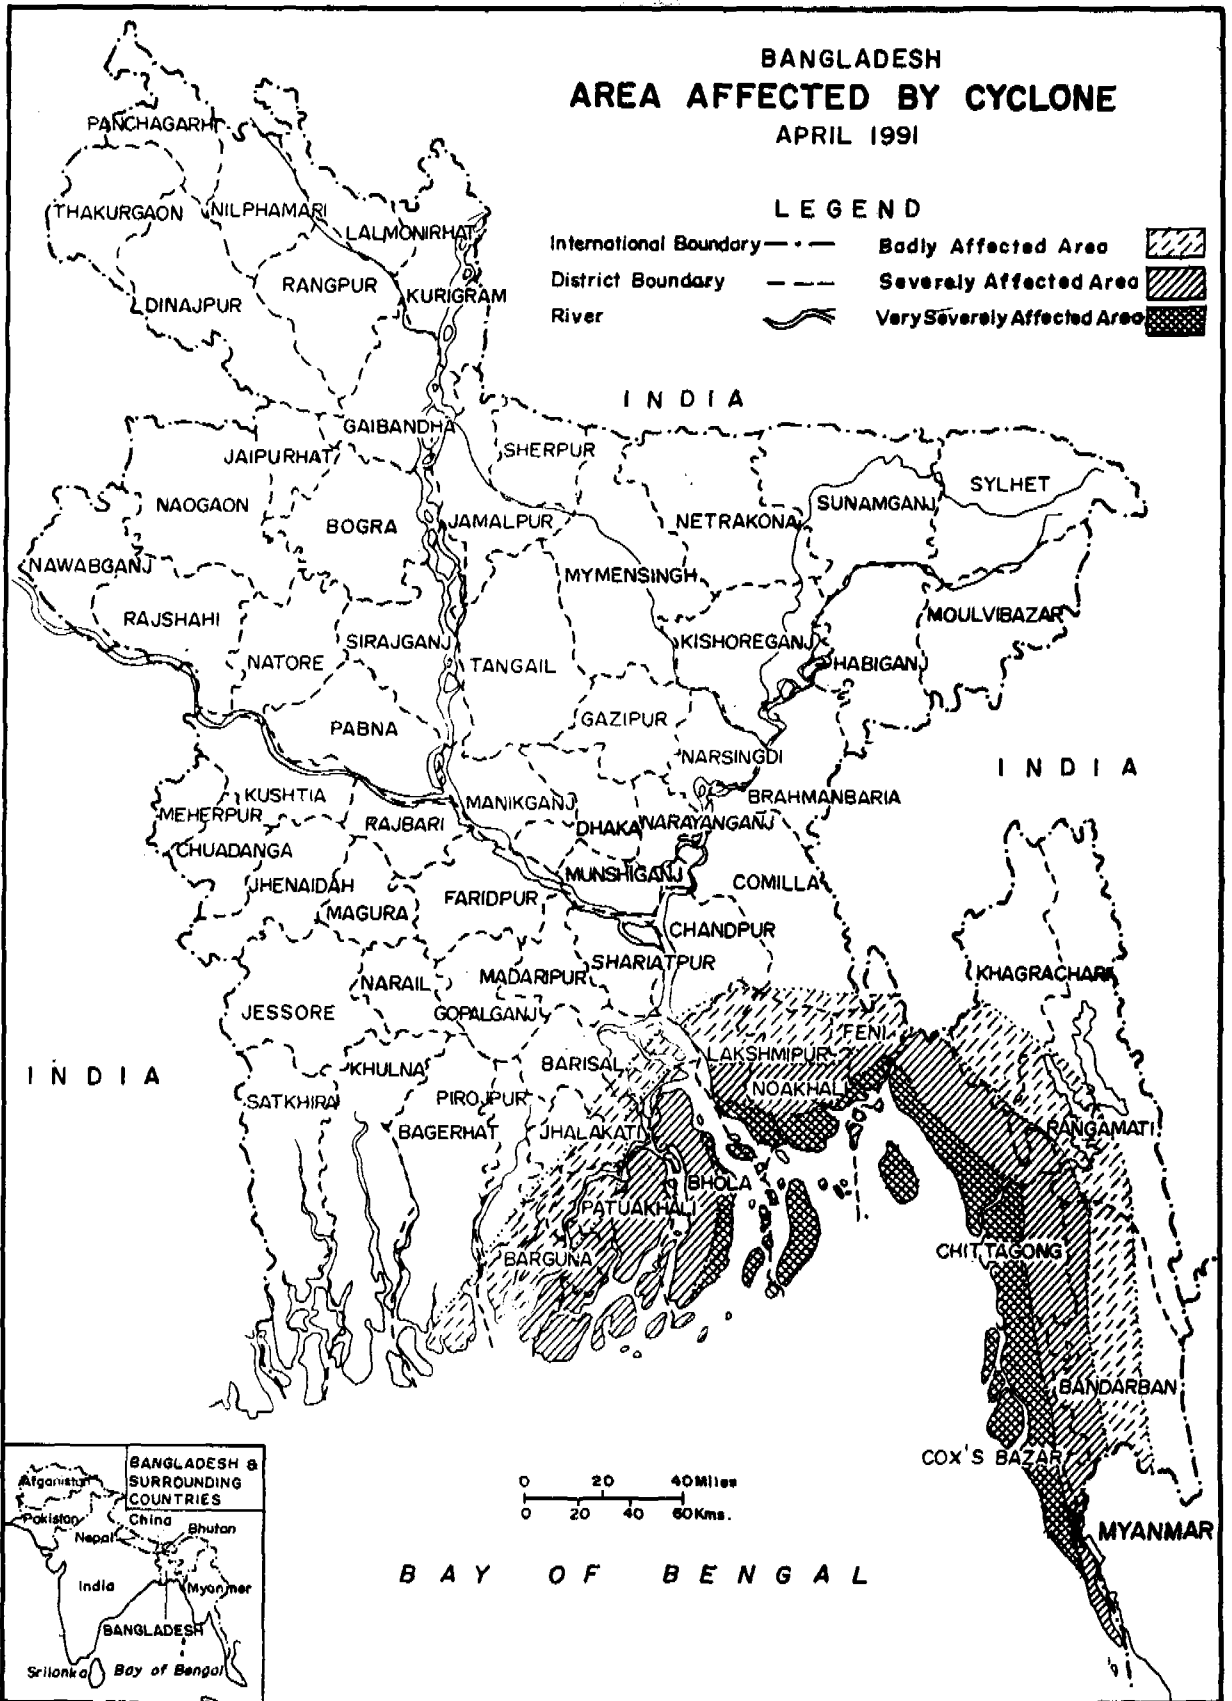 BANGLADESH
AREA AFFECTED BY CYCLONE
APRIL 1991
LEGEND
International Boundary
Badly Affected Area
District Boundary
Severely Affected Area
River
Very Severely Affected Area
PANCHAGARH
THAKURGAON
NILPHAMARI
LALMONIRHAT
DINAJPUR
RANGPUR
KURIGRAM
INDIA
GAIBANDHA
JAIPURHAT
SHERPUR
NAOGAON
BOGRA
JAMALPUR
NETRAKONA
SUNAMGANJ
SYLHET
NAWABGANJ
MYMENSINGH
RAJSHAHI
NATORE
SIRAJGANJ
TANGAIL
KISHOREGANJ
MOULVIBAZAR
HABIGANJ
PABNA
GAZIPUR
NARSINGDI
INDIA
MEHERPUR
KUSHTIA
RAJBARI
MANIKGANJ
DHAKA
NARAYANGANJ
BRAHMANBARIA
CHUADANGA
JHENAIDAH
MAGURA
FARIDPUR
MUNSHIGANJ
COMILLA
CHANDPUR
NARAIL
MADARIPUR
SHARIATPUR
KHAGRACHARI
JESSORE
GOPALGANJ
FENI
INDIA
KHULNA
BARISAL
LAKSHMIPUR
NOAKHALI
SATKHIRA
PIROJPUR
BAGERHAT
JHALAKATI
RANGAMATI
BHOLA
PATUAKHALI
BARGUNA
CHITTAGONG
BANDARBAN
COX'S BAZAR
MYANMAR
0 20 40 Miles
0 20 40 60 Kms.
BAY OF BENGAL
BANGLADESH &
SURROUNDING
COUNTRIES
Afganistan
Pakistan
China
Nepal
Bhutan
India
Myanmer
BANGLADESH
Srilanka
Bay of Bengal